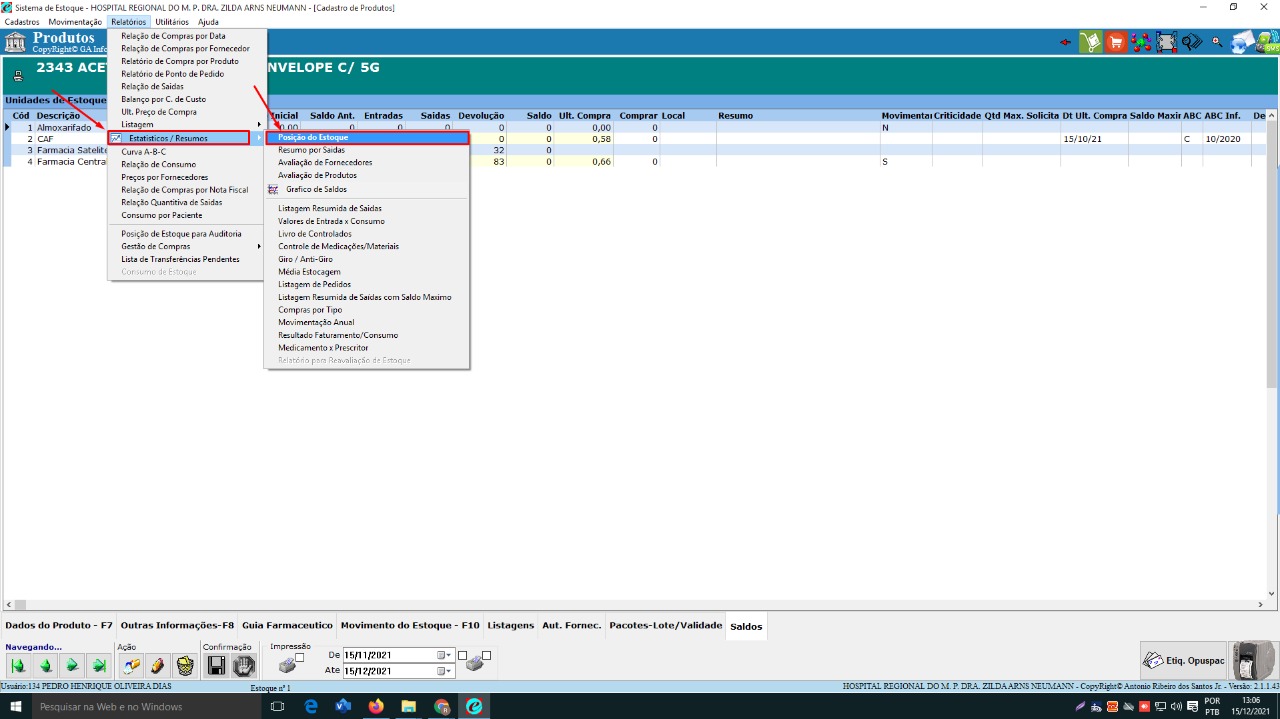 Sistema de Estoque - HOSPITAL REGIONAL DO M. P. DRA. ZILDA ARNS NEUMANN - [Cadastro de Produtos]
Cadastros Movimentação Relatórios Utilitários Ajuda
Produtos
CopyRight© GA Info
2343 ACE NVELOPE C/ 5G
Unidades de Estoque
Cód Descrição Inicial Saldo Ant. Entradas Saídas Devolução Saldo Ult. Compra Comprar Local Resumo Movimentar Criticidade Qtd Max. Solicita Dt Ult. Compra Saldo Maxir ABC ABC Inf. De
1 Almoxarifado 0,00 0 0 0 0 0 0,00 0 N
2 CAF 0 0 0,58 0 15/10/21 C 10/2020
3 Farmacia Satelite 32 0
4 Farmacia Central 83 0 0,66 0 S
Relação de Compras por Data
Relação de Compras por Fornecedor
Relatório de Compra por Produto
Relatório de Ponto de Pedido
Relação de Saídas
Balanço por C. de Custo
Ult. Preço de Compra
Listagem
Estatísticos / Resumos
Curva A-B-C
Relação de Consumo
Preços por Fornecedores
Relação de Compras por Nota Fiscal
Relação Quantitiva de Saidas
Consumo por Paciente
Posição de Estoque para Auditoria
Gestão de Compras
Lista de Transferências Pendentes
Consumo de Estoque
Posição do Estoque
Resumo por Saídas
Avaliação de Fornecedores
Avaliação de Produtos
Grafico de Saldos
Listagem Resumida de Saídas
Valores de Entrada x Consumo
Livro de Controlados
Controle de Medicações/Materiais
Giro / Anti-Giro
Média Estocagem
Listagem de Pedidos
Listagem Resumida de Saídas com Saldo Maximo
Compras por Tipo
Movimentação Anual
Resultado Faturamento/Consumo
Medicamento x Prescritor
Relatório para Reavaliação de Estoque
Dados do Produto - F7 Outras Informações-F8 Guia Farmaceutico Movimento do Estoque - F10 Listagens Aut. Fornec. Pacotes-Lote/Validade Saldos
Navegando... Ação Confirmação Impressão
De 15/11/2021
Ate 15/12/2021
Etiq. Opuspac
Usuário:134 PEDRO HENRIQUE OLIVEIRA DIAS Estoque nº 1 HOSPITAL REGIONAL DO M. P. DRA. ZILDA ARNS NEUMANN - CopyRight© Antonio Ribeiro dos Santos Jr. - Versão: 2.1.1.43
Pesquisar na Web e no Windows
POR
PTB
13:06
15/12/2021